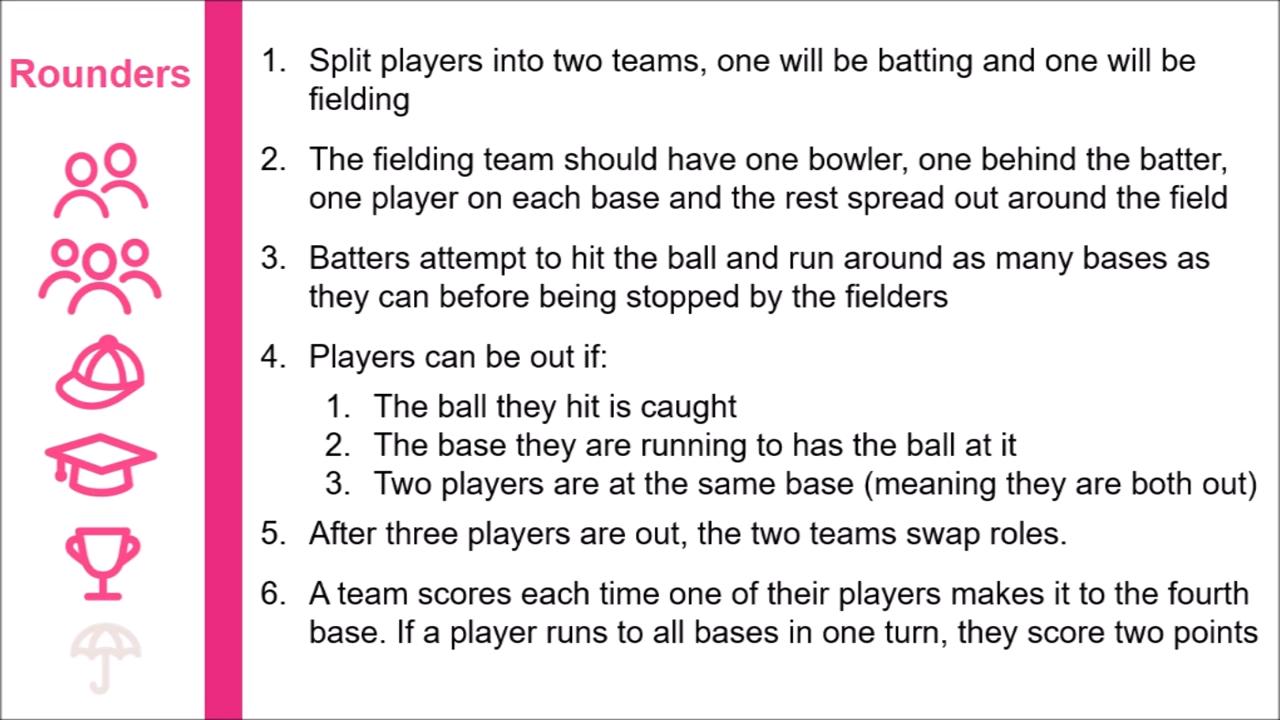 Rounders
1. Split players into two teams, one will be batting and one will be
fielding
2. The fielding team should have one bowler, one behind the batter,
one player on each base and the rest spread out around the field
3. Batters attempt to hit the ball and run around as many bases as
they can before being stopped by the fielders
4. Players can be out if:
1. The ball they hit is caught
2. The base they are running to has the ball at it
3. Two players are at the same base (meaning they are both out)
5. After three players are out, the two teams swap roles.
6. A team scores each time one of their players makes it to the fourth
base. If a player runs to all bases in one turn, they score two points